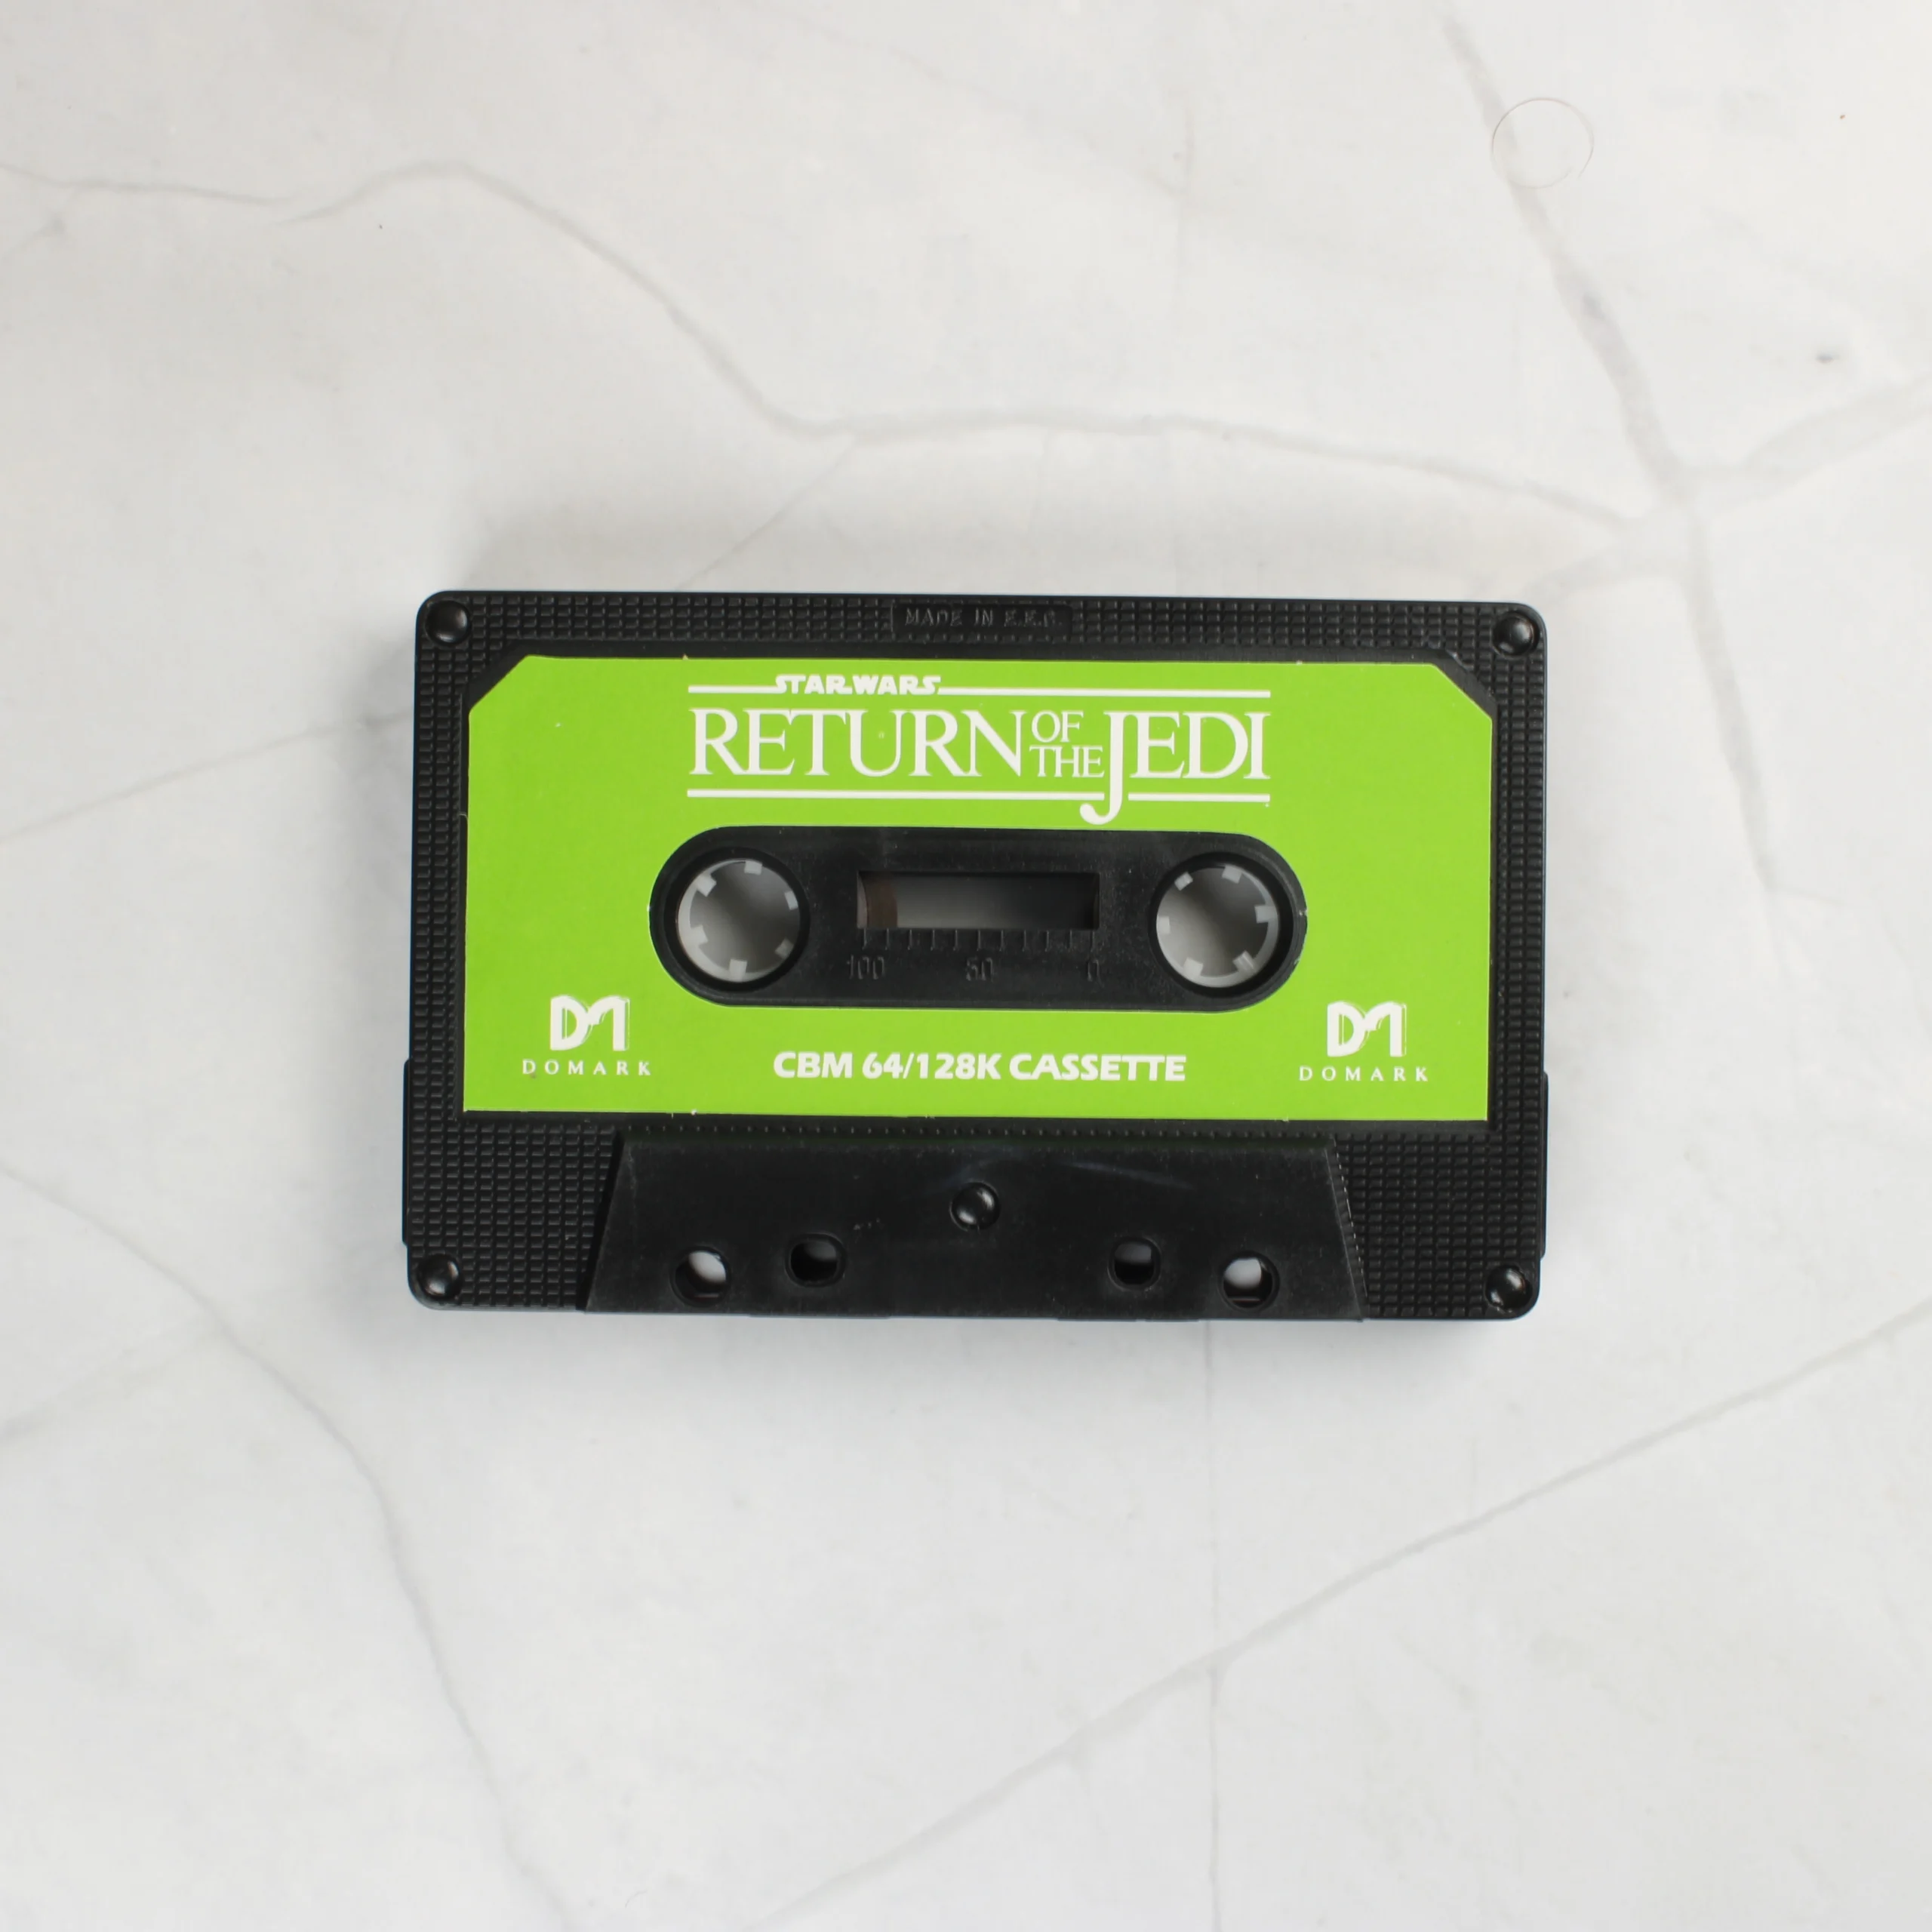 MADE IN E.E.C.
STAR WARS
RETURN OF THE JEDI
100 50 0
DOMARK
CBM 64/128K CASSETTE
DOMARK